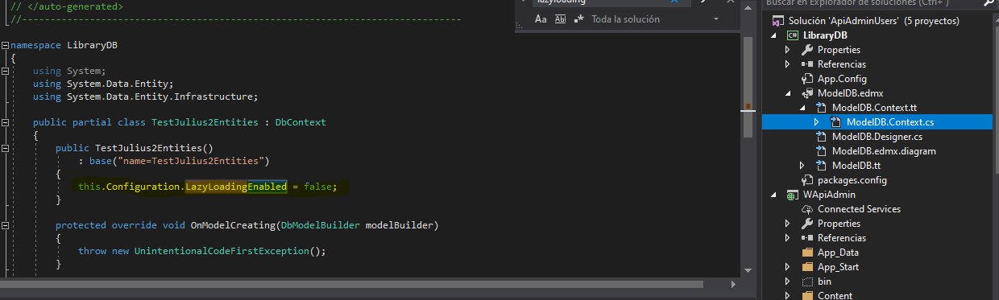 // </auto-generated>
//------------------------------------------------------------------------------
namespace LibraryDB
{
using System;
using System.Data.Entity;
using System.Data.Entity.Infrastructure;
public partial class TestJulius2Entities : DbContext
{
public TestJulius2Entities()
: base("name=TestJulius2Entities")
{
this.Configuration.LazyLoadingEnabled = false;
}
protected override void OnModelCreating(DbModelBuilder modelBuilder)
{
throw new UnintentionalCodeFirstException();
}
lazyloading
Aa Ab .* Toda la solución
Buscar en Explorador de soluciones (Ctrl+ )
Solución 'ApiAdminUsers' (5 proyectos)
C# LibraryDB
Properties
Referencias
App.Config
ModelDB.edmx
ModelDB.Context.tt
ModelDB.Context.cs
ModelDB.Designer.cs
ModelDB.edmx.diagram
ModelDB.tt
packages.config
WApiAdmin
Connected Services
Properties
Referencias
App_Data
App_Start
bin
Content